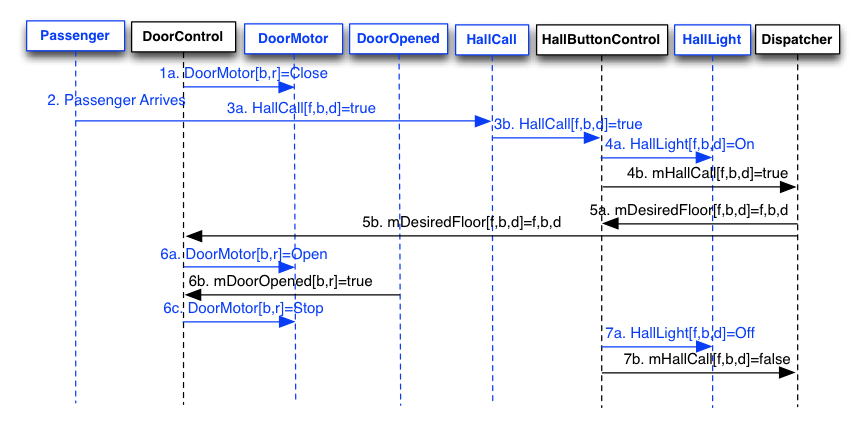 Passenger
DoorControl
DoorMotor
DoorOpened
HallCall
HallButtonControl
HallLight
Dispatcher
1a. DoorMotor[b,r]=Close
2. Passenger Arrives
3a. HallCall[f,b,d]=true
3b. HallCall[f,b,d]=true
4a. HallLight[f,b,d]=On
4b. mHallCall[f,b,d]=true
5a. mDesiredFloor[f,b,d]=f,b,d
5b. mDesiredFloor[f,b,d]=f,b,d
6a. DoorMotor[b,r]=Open
6b. mDoorOpened[b,r]=true
6c. DoorMotor[b,r]=Stop
7a. HallLight[f,b,d]=Off
7b. mHallCall[f,b,d]=false